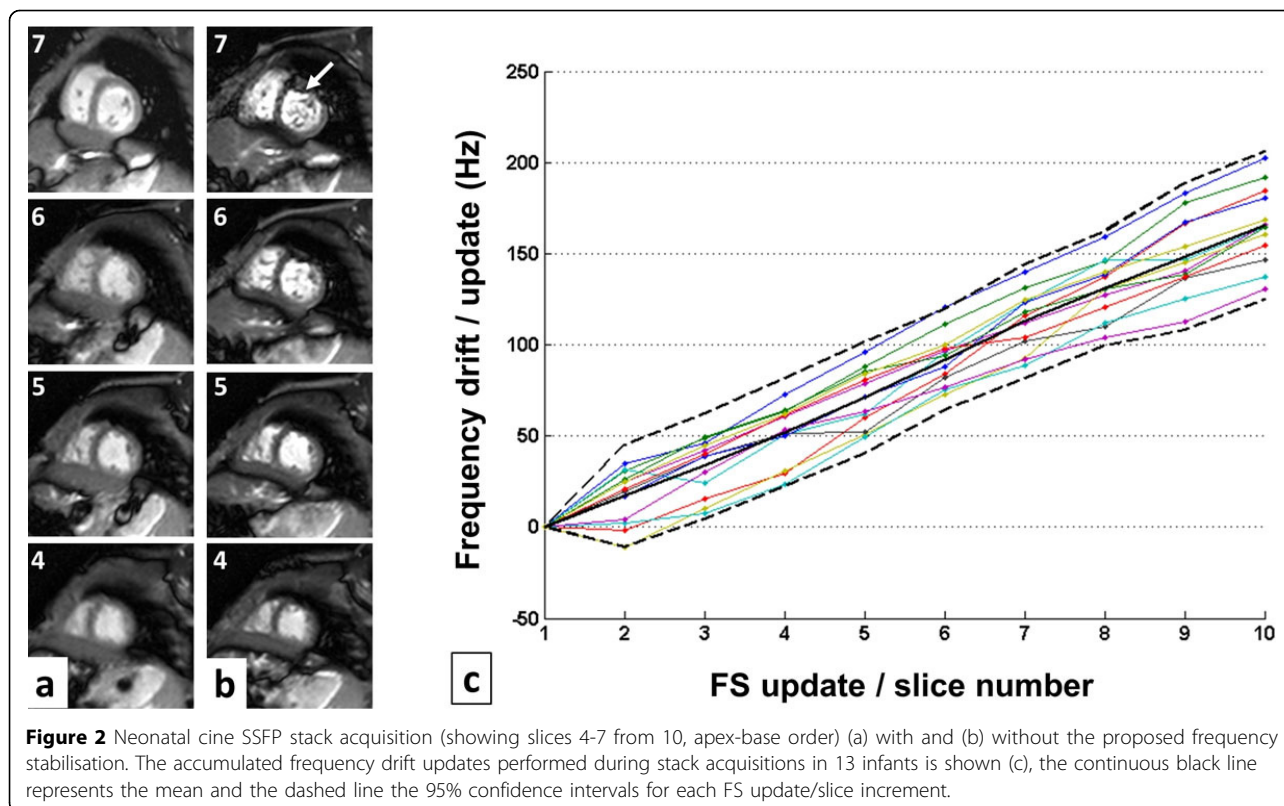 7
6
5
4
a
b
250
200
150
100
50
0
-50
Frequency drift / update (Hz)
1 2 3 4 5 6 7 8 9 10
FS update / slice number
c
Figure 2 Neonatal cine SSFP stack acquisition (showing slices 4-7 from 10, apex-base order) (a) with and (b) without the proposed frequency
stabilisation. The accumulated frequency drift updates performed during stack acquisitions in 13 infants is shown (c), the continuous black line
represents the mean and the dashed line the 95% confidence intervals for each FS update/slice increment.